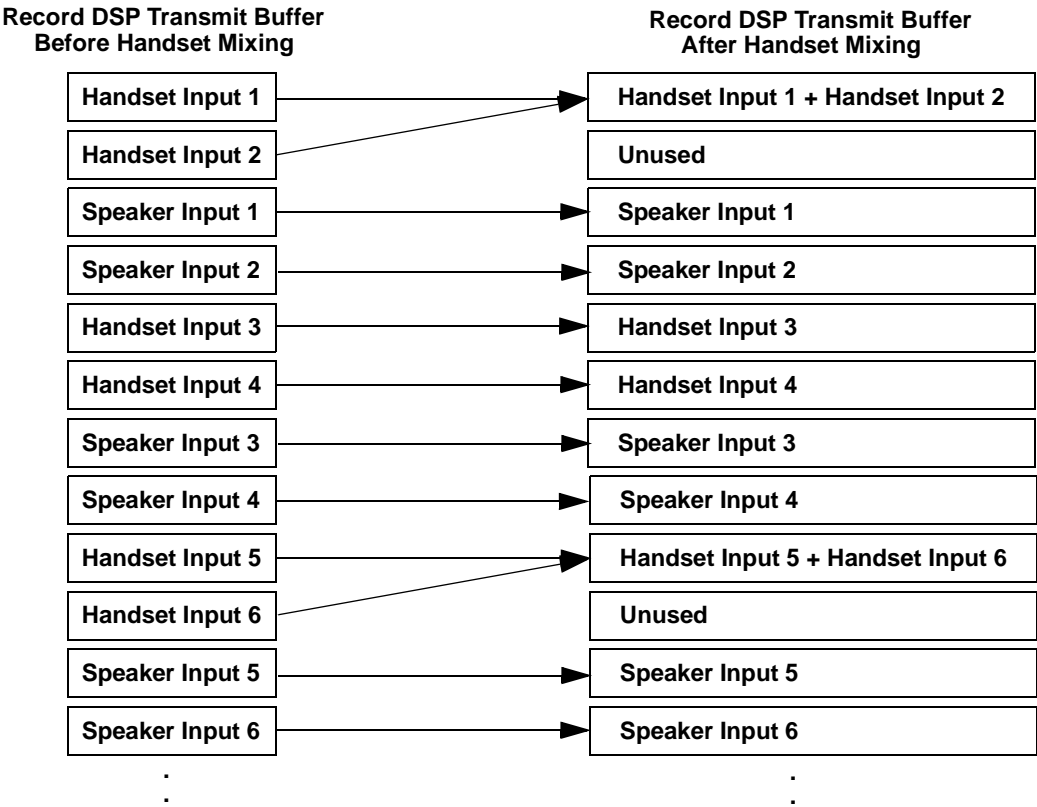 Record DSP Transmit Buffer
Before Handset Mixing
Record DSP Transmit Buffer
After Handset Mixing
Handset Input 1
Handset Input 1 + Handset Input 2
Handset Input 2
Unused
Speaker Input 1
Speaker Input 1
Speaker Input 2
Speaker Input 2
Handset Input 3
Handset Input 3
Handset Input 4
Handset Input 4
Speaker Input 3
Speaker Input 3
Speaker Input 4
Speaker Input 4
Handset Input 5
Handset Input 5 + Handset Input 6
Handset Input 6
Unused
Speaker Input 5
Speaker Input 5
Speaker Input 6
Speaker Input 6
.
.
.
.